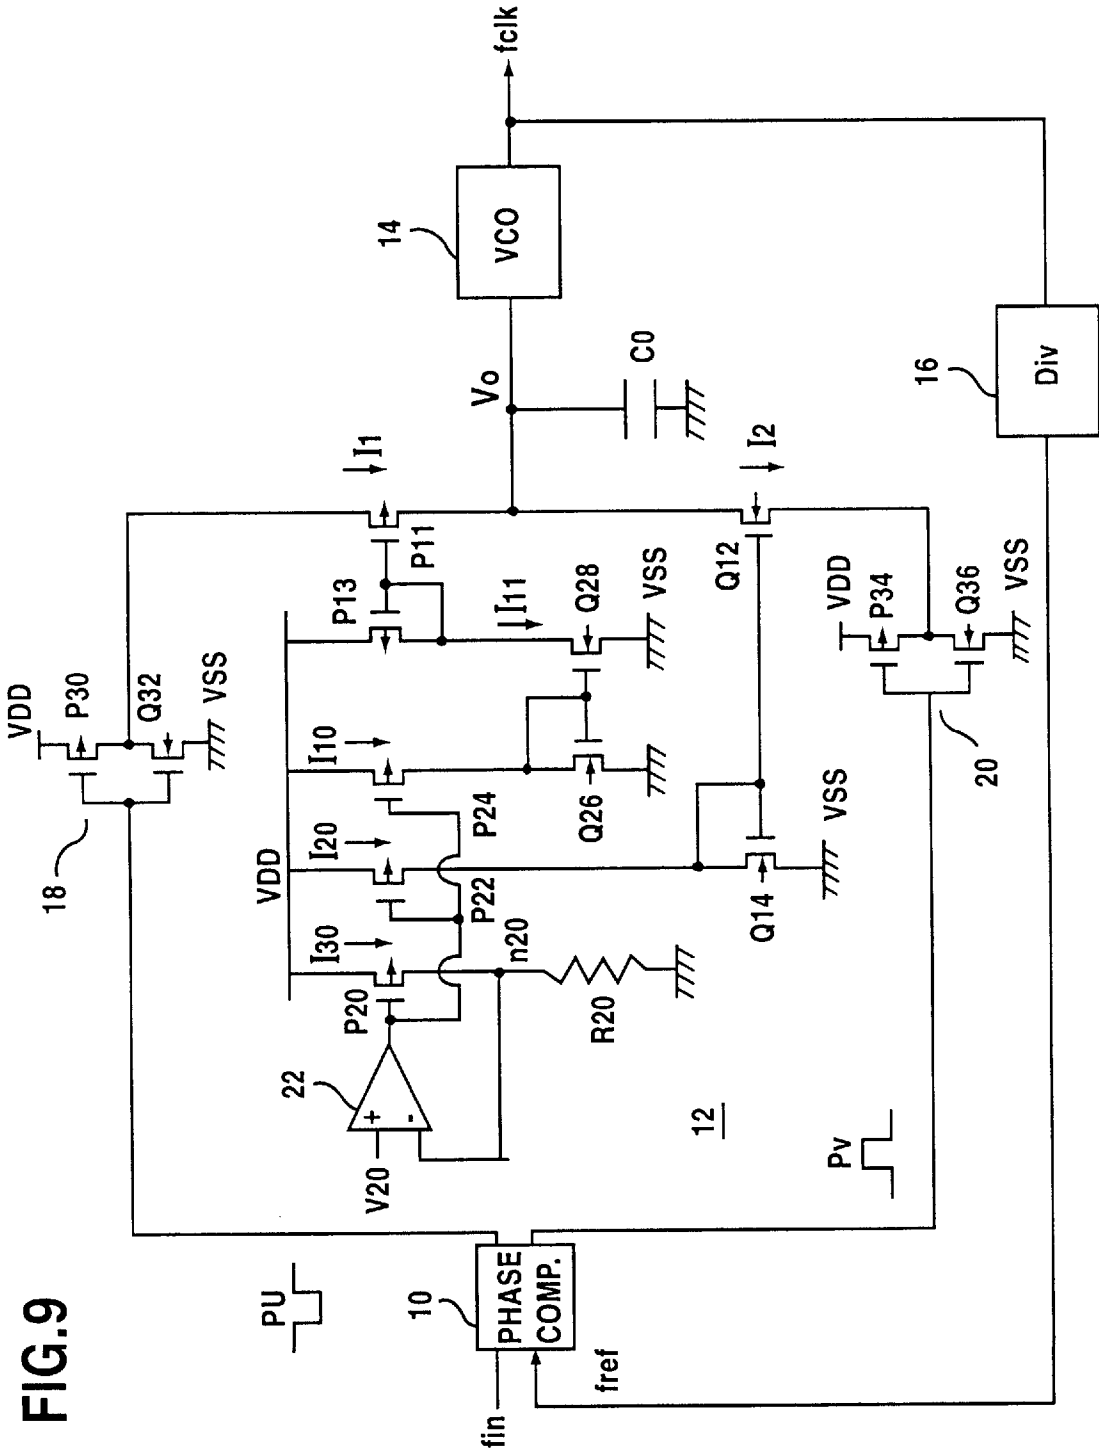 FIG.9
fin
fref
10
PHASE
COMP.
PU
Pv
12
V20
+
-
22
18
VDD
P30
Q32
VSS
VDD
I30
P20
n20
R20
I20
P22
I10
P24
Q26
P13
I11
Q28
VSS
P11
I1
Q14
VSS
Q12
I2
VDD
P34
Q36
VSS
20
Vo
C0
14
VCO
fclk
16
Div